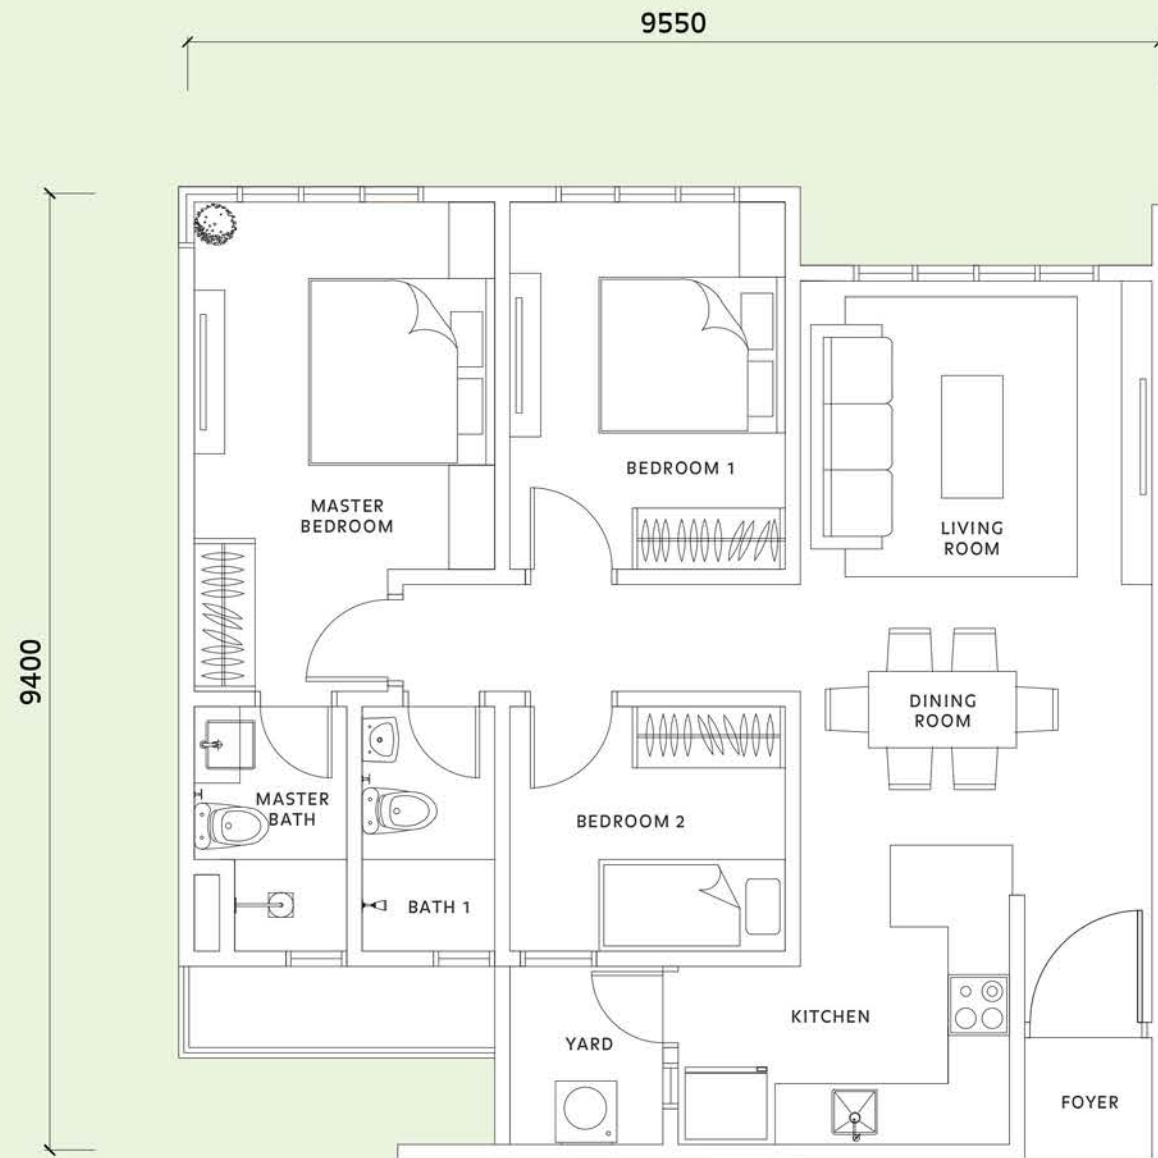 9550
BEDROOM 1
MASTER
BEDROOM
LIVING
ROOM
9400
DINING
ROOM
MASTER
BATH
BEDROOM 2
BATH 1
KITCHEN
YARD
FOYER